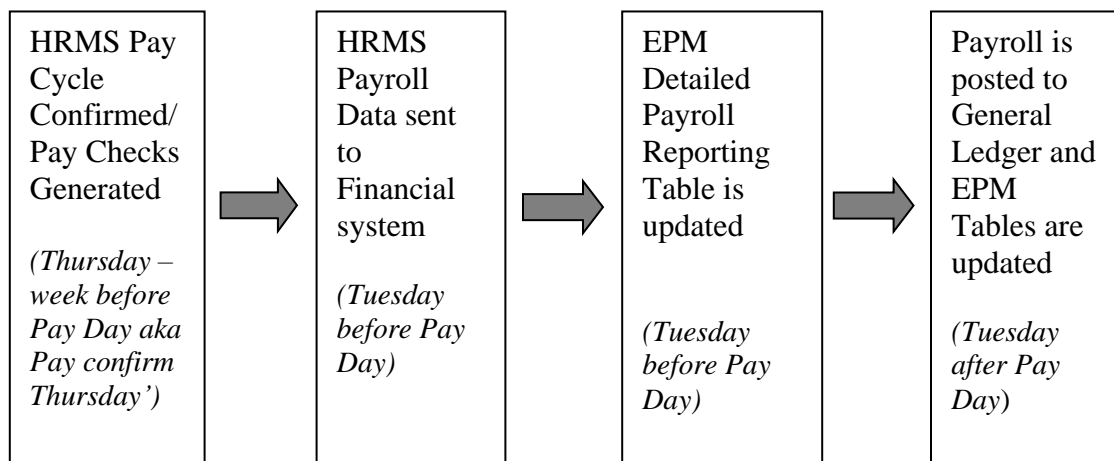 HRMS Pay
Cycle
Confirmed/
Pay Checks
Generated
(Thursday –
week before
Pay Day aka
Pay confirm
Thursday’)
HRMS
Payroll
Data sent
to
Financial
system
(Tuesday
before Pay
Day)
EPM
Detailed
Payroll
Reporting
Table is
updated
(Tuesday
before Pay
Day)
Payroll is
posted to
General
Ledger and
EPM
Tables are
updated
(Tuesday
after Pay
Day)